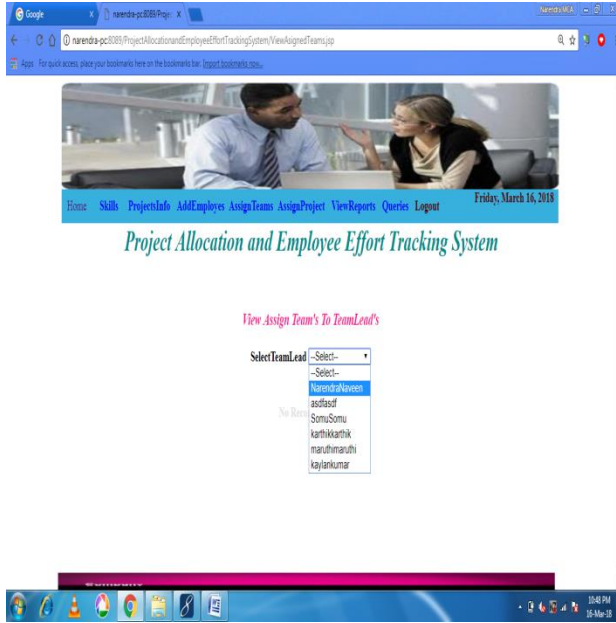 Google
narendra-pc:8089/Proje
Narendra MCA
narendra-pc:8089/ProjectAllocationandEmployeeEffortTrackingSystem/ViewAsignedTeams.jsp
Apps For quick access, place your bookmarks here on the bookmarks bar. Import bookmarks now...
Home Skills ProjectsInfo AddEmployes AssignTeams AssignProject ViewReports Queries Logout Friday, March 16, 2018
Project Allocation and Employee Effort Tracking System
View Assign Team's To TeamLead's
SelectTeamLead --Select--
--Select--
NarendraNaveen
asdfasdf
SomuSomu
No Reco
karthikkarthik
maruthimaruthi
kaylankumar
10:48 PM
16-Mar-18